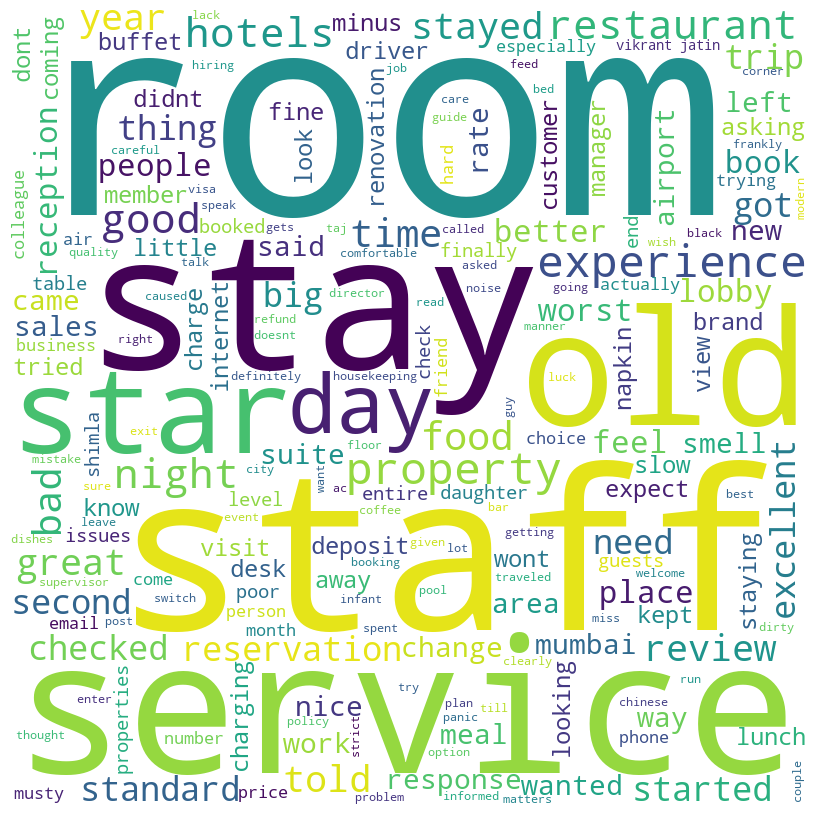 year
hotels
minus
stayed
restaurant
dont
coming
buffet
hiring
driver
job
especially
feed
vikrant jatin
trip
corner
room
didnt
thing
fine
look
renovation
care
guide
bed
hard
rate
customer
manager
airport
left
asking
frankly
careful
people
member
visa
speak
reception
colleague
good
booked
gets
taj
time
called
comfortable
better
trying
book
got
modern
end
wish
black
new
air
quality
little
talk
said
finally
asked
noise
going
actually
experience
table
came
sales
business
tried
caused
right
charge
internet
big
refund
doesnt
director
read
check
stay
manner
worst
lobby
brand
view
napkin
definitely
housekeeping
friend
guy
luck
old
star
day
exit
mistake
sure
shimla
bad
night
suite
floor
city
want
ac
food
property
choice
feel
slow
smell
best
excellent
know
issues
leave
dishes
level
event
entire
coffee
daughter
given
bar
getting
expect
great
supervisor
visit
deposit
booking
lot
wont
need
guests
staying
second
come
switch
desk
poor
person
away
infant
pool
traveled
welcome
area
place
kept
dirty
email
post
month
spent
miss
staff
checked
reservation
change
clearly
mumbai
review
enter
properties
charging
nice
try
plan
till
looking
chinese
run
service
thought
number
policy
work
strict
panic
option
meal
way
phone
lunch
couple
musty
standard
price
told
problem
response
informed
matters
wanted
started